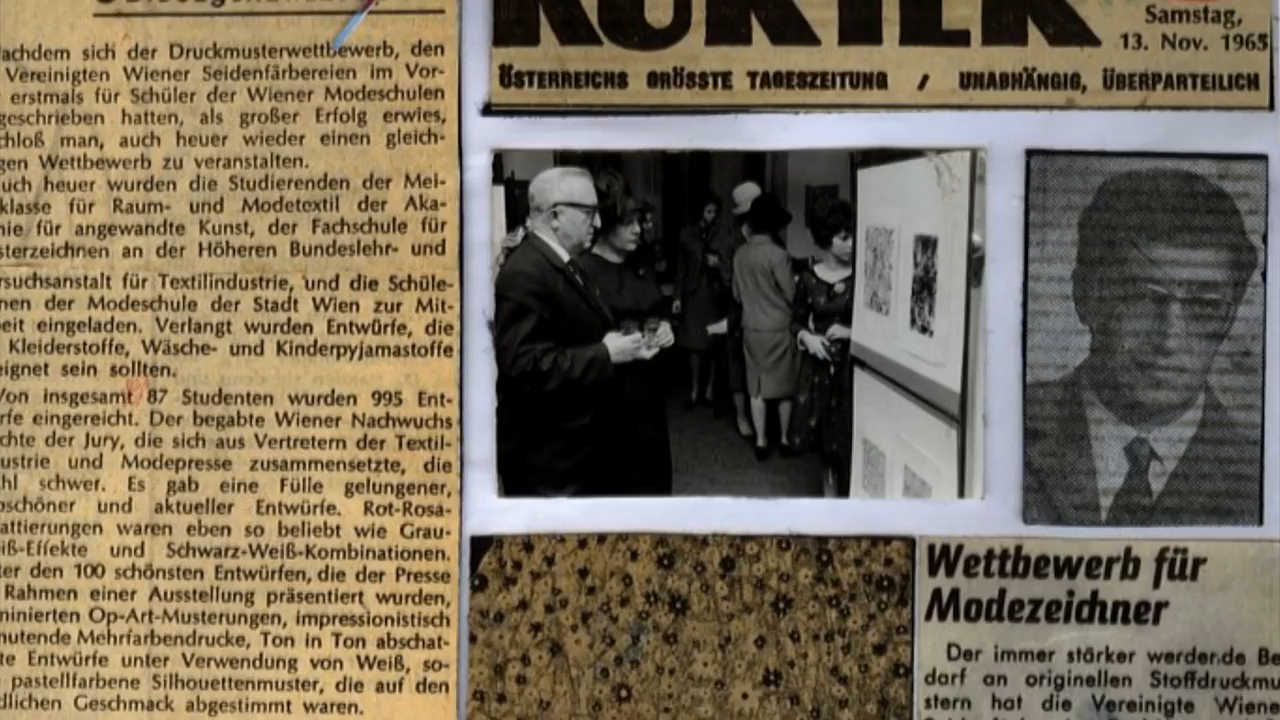 achdem sich der Druckmusterwettbewerb, den
Vereinigten Wiener Seidenfärbereien im Vor-
erstmals für Schüler der Wiener Modeschulen
geschrieben hatten, als großer Erfolg erwies,
chloß man, auch heuer wieder einen gleich-
gen Wettbewerb zu veranstalten.
uch heuer wurden die Studierenden der Mei-
klasse für Raum- und Modetextil der Aka-
nie für angewandte Kunst, der Fachschule für
sterzeichnen an der Höheren Bundeslehr- und
rsuchsanstalt für Textilindustrie, und die Schüle-
nen der Modeschule der Stadt Wien zur Mit-
eit eingeladen. Verlangt wurden Entwürfe, die
Kleiderstoffe, Wäsche- und Kinderpyjamastoffe
eignet sein sollten.
Von insgesamt 87 Studenten wurden 995 Ent-
rfe eingereicht. Der begabte Wiener Nachwuchs
chte der Jury, die sich aus Vertretern der Textil-
ustrie und Modepresse zusammensetzte, die
hl schwer. Es gab eine Fülle gelungener,
oschöner und aktueller Entwürfe. Rot-Rosa-
attierungen waren eben so beliebt wie Grau-
iß-Effekte und Schwarz-Weiß-Kombinationen.
ter den 100 schönsten Entwürfen, die der Presse
Rahmen einer Ausstellung präsentiert wurden,
minierten Op-Art-Musterungen, impressionistisch
nutende Mehrfarbendrucke, Ton in Ton abschat-
te Entwürfe unter Verwendung von Weiß, so-
pastellfarbene Silhouettenmuster, die auf den
dlichen Geschmack abgestimmt waren.
KURIER
Samstag,
13. Nov. 1965
ÖSTERREICHS GRÖSSTE TAGESZEITUNG / UNABHÄNGIG, ÜBERPARTEILICH
Wettbewerb für
Modezeichner
Der immer stärker werdende Be
darf an originellen Stoffdruckmu
stern hat die Vereinigte Wiene